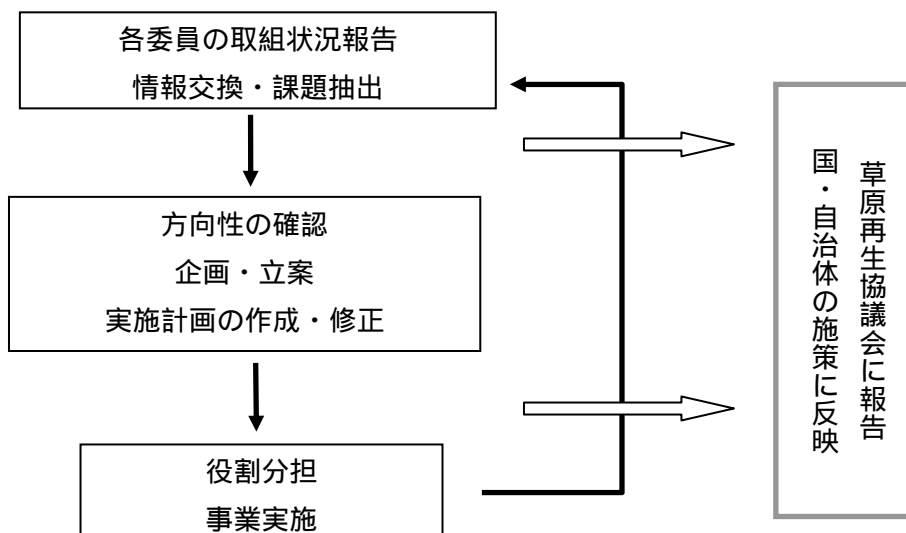 各委員の取組状況報告
情報交換・課題抽出
方向性の確認
企画・立案
実施計画の作成・修正
役割分担
事業実施
草原再生協議会に報告
国・自治体の施策に反映